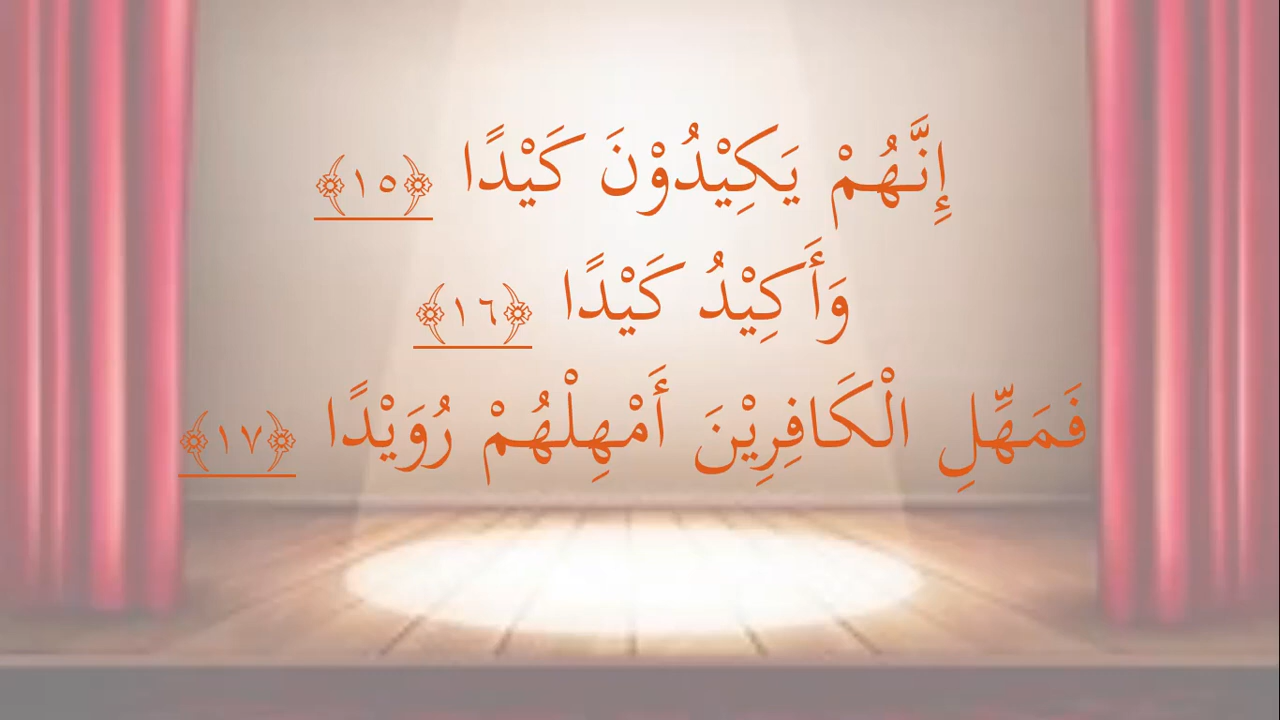 إِنَّهُمْ يَكِيْدُوْنَ كَيْدًا ﴿١٥﴾
وَأَكِيْدُ كَيْدًا ﴿١٦﴾
فَمَهِّلِ الْكَافِرِيْنَ أَمْهِلْهُمْ رُوَيْدًا ﴿١٧﴾